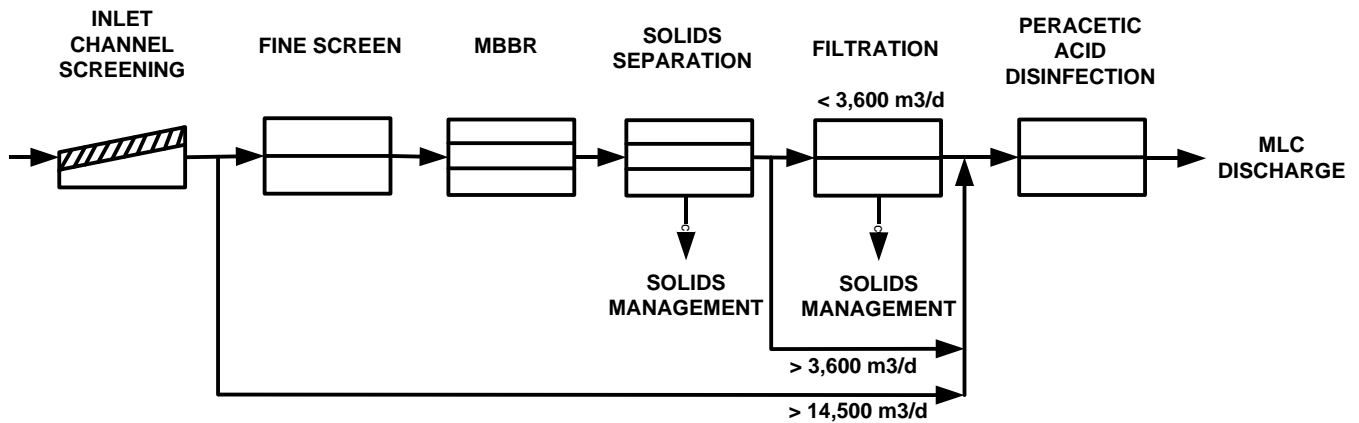 INLET
CHANNEL
SCREENING
FINE SCREEN
MBBR
SOLIDS
SEPARATION
FILTRATION
< 3,600 m3/d
PERACETIC
ACID
DISINFECTION
MLC
DISCHARGE
C
SOLIDS
MANAGEMENT
C
SOLIDS
MANAGEMENT
> 3,600 m3/d
> 14,500 m3/d